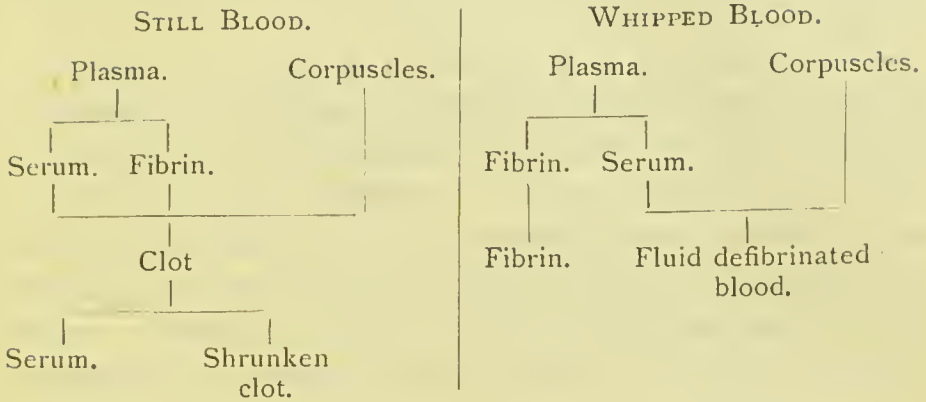 STILL BLOOD.
Plasma. Corpuscles.
Serum. Fibrin.
Clot
Serum. Shrunken
clot.
WHIPPED BLOOD.
Plasma. Corpuscles.
Fibrin. Serum.
Fibrin. Fluid defibrinated
blood.